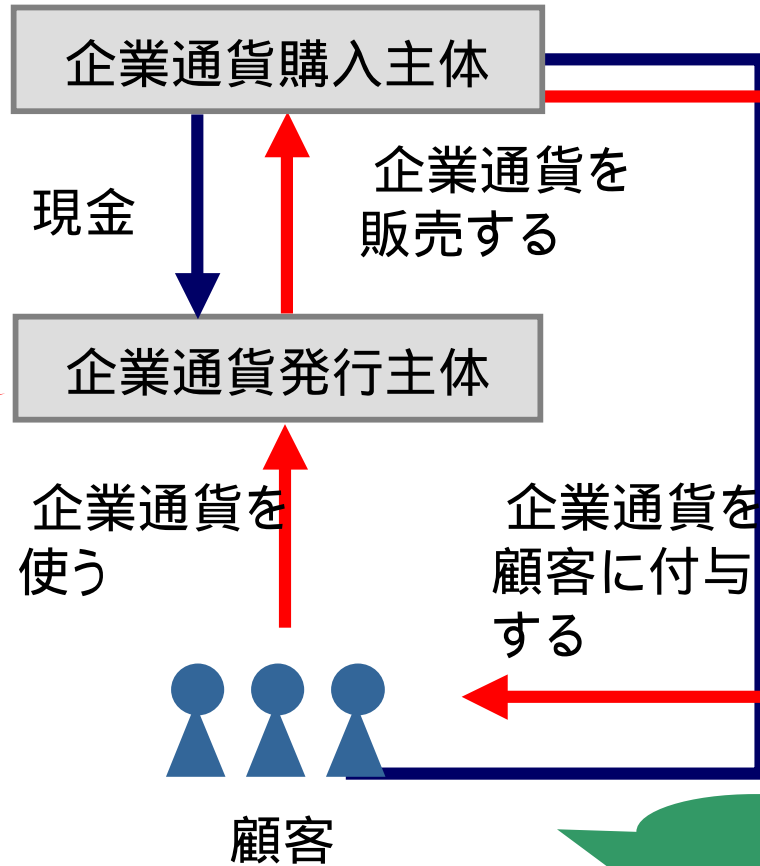 企業通貨購入主体
現金
企業通貨を
販売する
企業通貨発行主体
企業通貨を
使う
企業通貨を
顧客に付与
する
顧客